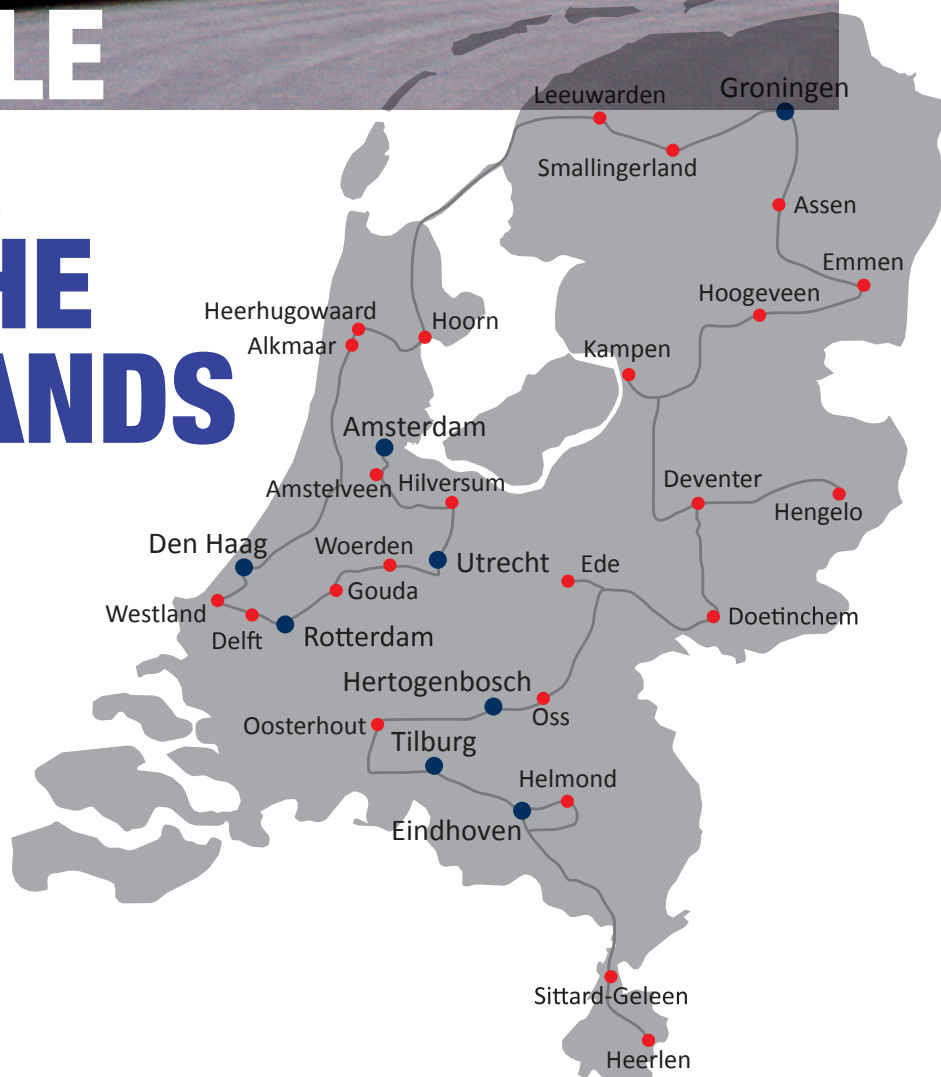 LE
HE
ANDS
Leeuwarden
Groningen
Smallingerland
Assen
Emmen
Hoogeveen
Heerhugowaard
Hoorn
Alkmaar
Kampen
Amsterdam
Amstelveen
Hilversum
Deventer
Hengelo
Den Haag
Woerden
Utrecht
Ede
Gouda
Westland
Doetinchem
Delft
Rotterdam
Hertogenbosch
Oss
Oosterhout
Tilburg
Helmond
Eindhoven
Sittard-Geleen
Heerlen